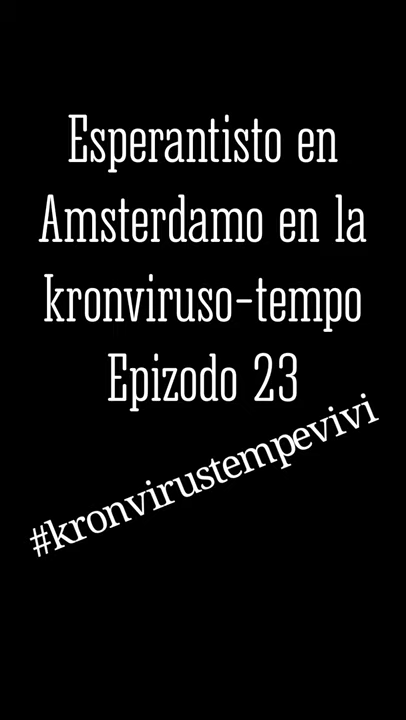 Esperantisto en
Amsterdamo en la
kronviruso-tempo
Epizodo 23
#kronvirustempevivi